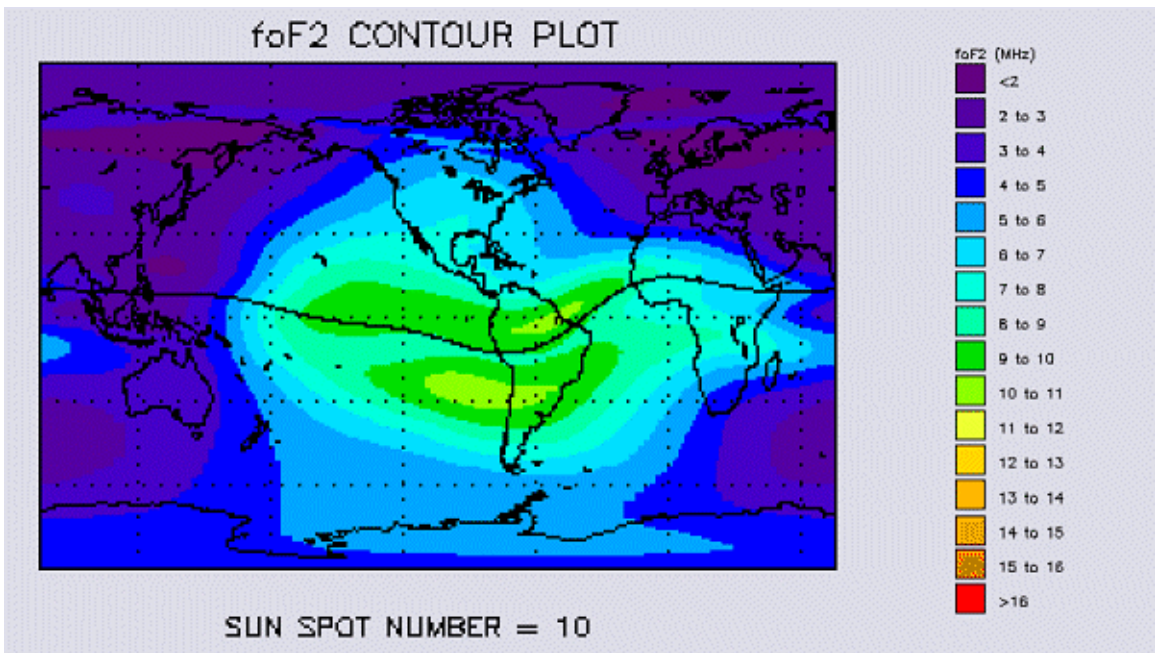 foF2 CONTOUR PLOT
foF2 (MHz)
<2
2 to 3
3 to 4
4 to 5
5 to 6
6 to 7
7 to 8
8 to 9
9 to 10
10 to 11
11 to 12
12 to 13
13 to 14
14 to 15
15 to 16
>16
SUN SPOT NUMBER = 10